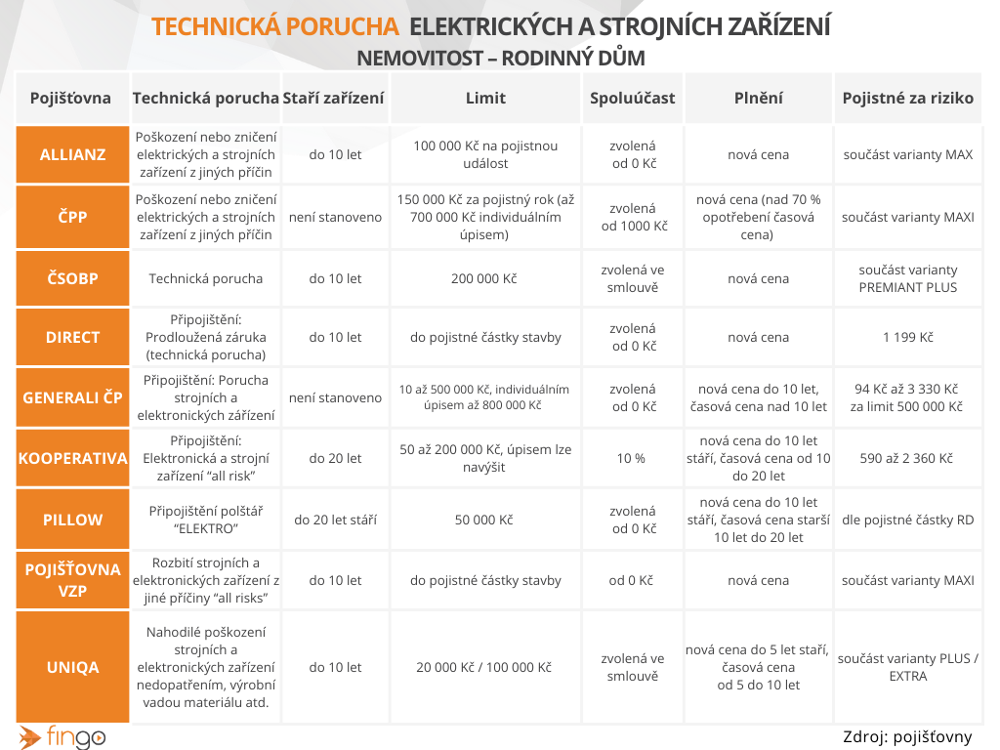 TECHNICKÁ PORUCHA ELEKTRICKÝCH A STROJNÍCH ZAŘÍZENÍ
NEMOVITOST – RODINNÝ DŮM
Pojišťovna
Technická porucha
Staří zařízení
Limit
Spoluúčast
Plnění
Pojistné za riziko
ALLIANZ
Poškození nebo zničení
elektrických a strojních
zařízení z jiných příčin
do 10 let
100 000 Kč na pojistnou
událost
zvolená
od 0 Kč
nová cena
součást varianty MAX
ČPP
Poškození nebo zničení
elektrických a strojních
zařízení z jiných příčin
není stanoveno
150 000 Kč za pojistný rok (až
700 000 Kč individuálním
úpisem)
zvolená
od 1000 Kč
nová cena (nad 70 %
opotřebení časová
cena)
součást varianty MAXI
ČSOBP
Technická porucha
do 10 let
200 000 Kč
zvolená ve
smlouvě
nová cena
součást varianty
PREMIANT PLUS
DIRECT
Připojištění:
Prodloužená záruka
(technická porucha)
do 10 let
do pojistné částky stavby
zvolená
od 0 Kč
nová cena
1 199 Kč
GENERALI ČP
Připojištění: Porucha
strojních a
elektronických zářízení
není stanoveno
10 až 500 000 Kč, individuálním
úpisem až 800 000 Kč
zvolená
od 0 Kč
nová cena do 10 let,
časová cena nad 10 let
94 Kč až 3 330 Kč
za limit 500 000 Kč
KOOPERATIVA
Připojištění:
Elektronická a strojní
zařízení “all risk”
do 20 let
50 až 200 000 Kč, úpisem lze
navýšit
10 %
nová cena do 10 let
stáří, časová cena od 10
do 20 let
590 až 2 360 Kč
PILLOW
Připojištění polštář
“ELEKTRO”
do 20 let stáří
50 000 Kč
zvolená
od 0 Kč
nová cena do 10 let
stáří, časová cena starší
10 let do 20 let
dle pojistné částky RD
POJIŠŤOVNA
VZP
Rozbití strojních a
elektronických zařízení z
jiné příčiny “all risks”
do 10 let
do pojistné částky stavby
od 0 Kč
nová cena
součást varianty MAXI
UNIQA
Nahodilé poškození
strojních a
elektronických zařízení
nedopatřením, výrobní
vadou materiálu atd.
do 10 let
20 000 Kč / 100 000 Kč
zvolená ve
smlouvě
nová cena do 5 let staří,
časová cena
od 5 do 10 let
součást varianty PLUS /
EXTRA
fingo
Zdroj: pojišťovny